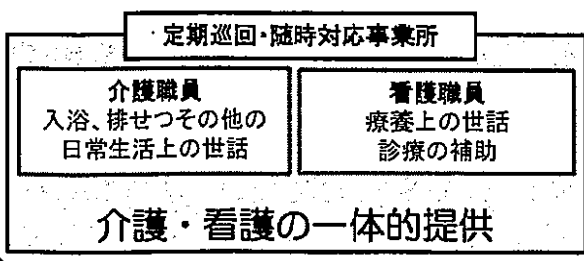 定期巡回・随時対応事業所
介護職員
入浴、排せつその他の
日常生活上の世話
看護職員
療養上の世話
診療の補助
介護・看護の一体的提供